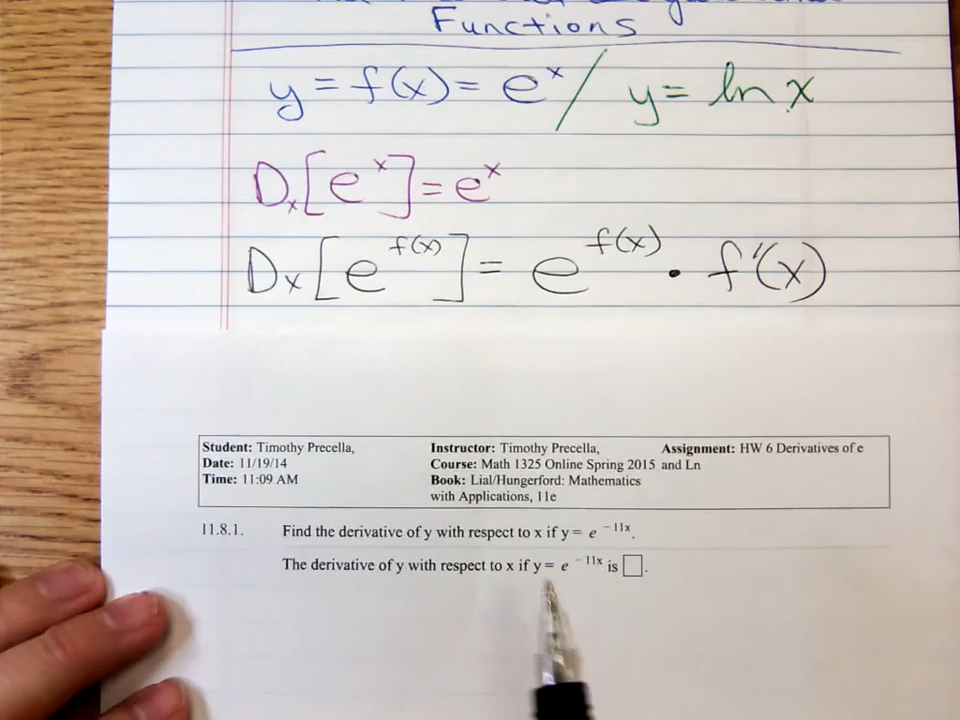 Functions
y = f(x) = e^x / y = ln x
D_x[e^x] = e^x
D_x[e^f(x)] = e^f(x) · f'(x)
Student: Timothy Precella, Instructor: Timothy Precella, Assignment: HW 6 Derivatives of e
Date: 11/19/14 Course: Math 1325 Online Spring 2015 and Ln
Time: 11:09 AM Book: Lial/Hungerford: Mathematics
with Applications, 11e
11.8.1. Find the derivative of y with respect to x if y = e^-11x.
The derivative of y with respect to x if y = e^-11x is □.